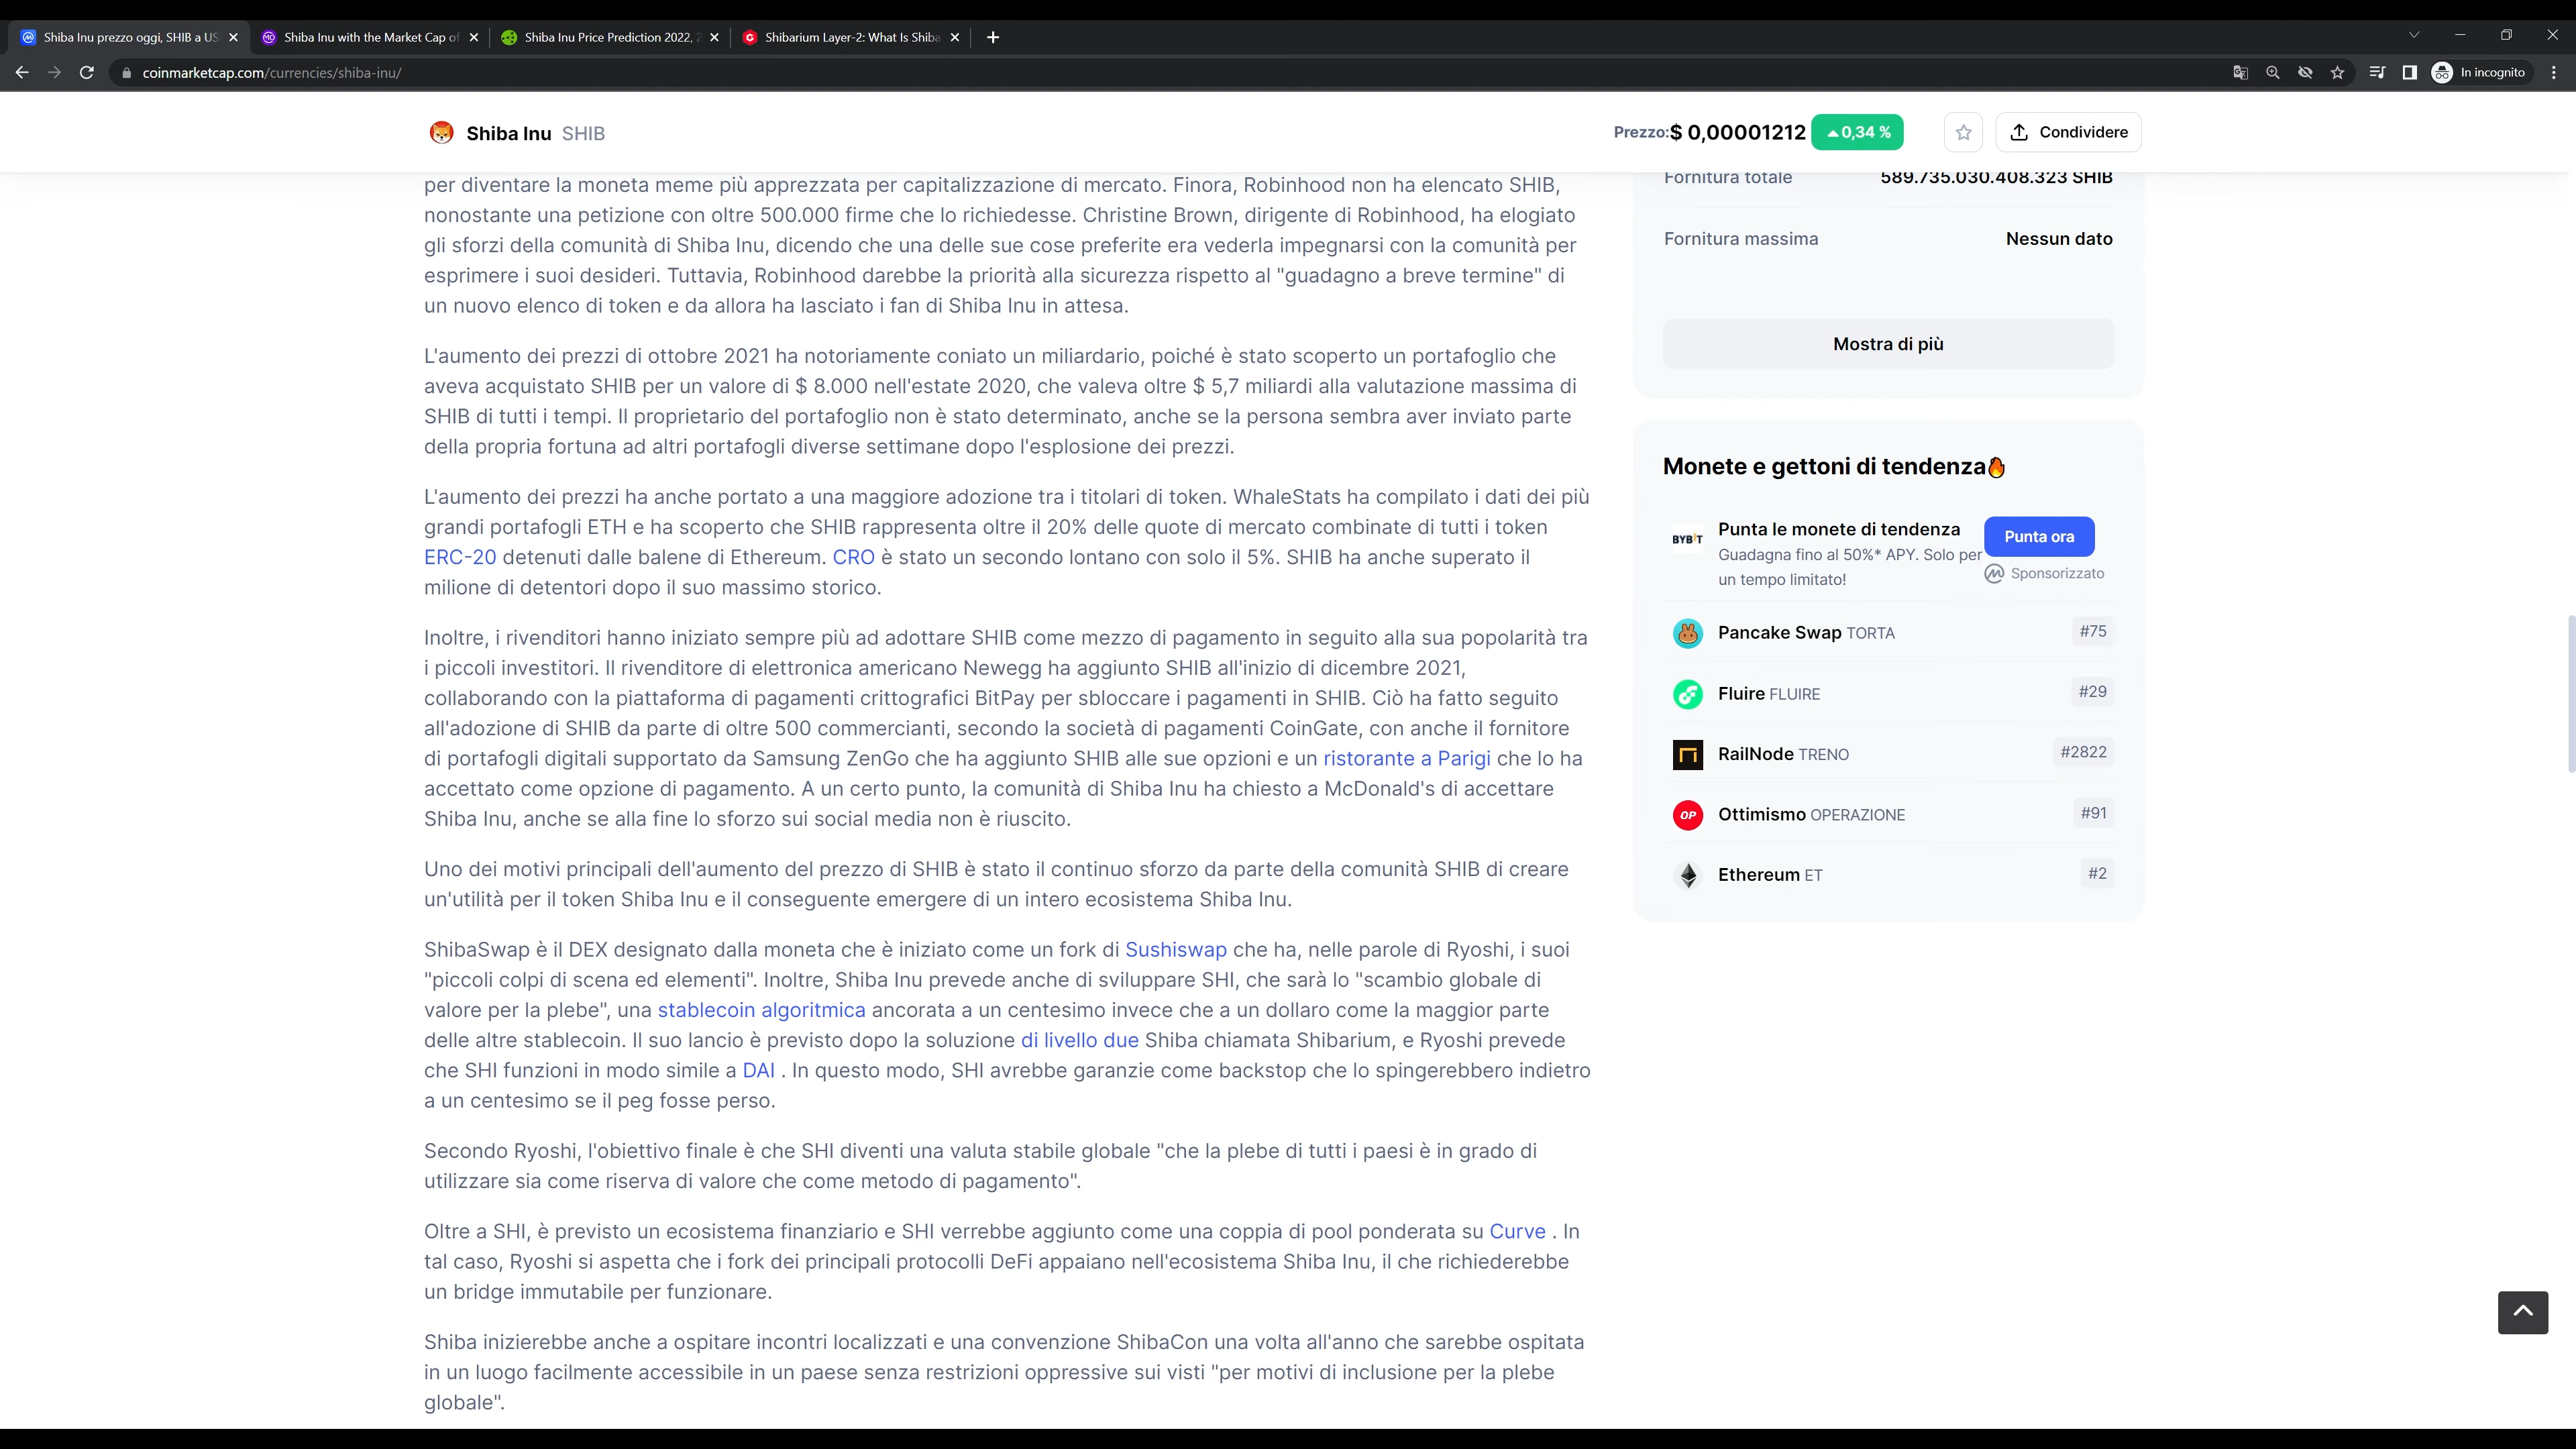 Shiba Inu prezzo oggi, SHIB a US
Shiba Inu with the Market Cap of
Shiba Inu Price Prediction 2022, 2
Shibarium Layer-2: What Is Shiba
coinmarketcap.com/currencies/shiba-inu/
In incognito
Shiba Inu SHIB
Prezzo:$ 0,00001212
0,34 %
Condividere
per diventare la moneta meme più apprezzata per capitalizzazione di mercato. Finora, Robinhood non ha elencato SHIB,
nonostante una petizione con oltre 500.000 firme che lo richiedesse. Christine Brown, dirigente di Robinhood, ha elogiato
gli sforzi della comunità di Shiba Inu, dicendo che una delle sue cose preferite era vederla impegnarsi con la comunità per
esprimere i suoi desideri. Tuttavia, Robinhood darebbe la priorità alla sicurezza rispetto al "guadagno a breve termine" di
un nuovo elenco di token e da allora ha lasciato i fan di Shiba Inu in attesa.
L'aumento dei prezzi di ottobre 2021 ha notoriamente coniato un miliardario, poiché è stato scoperto un portafoglio che
aveva acquistato SHIB per un valore di $ 8.000 nell'estate 2020, che valeva oltre $ 5,7 miliardi alla valutazione massima di
SHIB di tutti i tempi. Il proprietario del portafoglio non è stato determinato, anche se la persona sembra aver inviato parte
della propria fortuna ad altri portafogli diverse settimane dopo l'esplosione dei prezzi.
L'aumento dei prezzi ha anche portato a una maggiore adozione tra i titolari di token. WhaleStats ha compilato i dati dei più
grandi portafogli ETH e ha scoperto che SHIB rappresenta oltre il 20% delle quote di mercato combinate di tutti i token
ERC-20 detenuti dalle balene di Ethereum. CRO è stato un secondo lontano con solo il 5%. SHIB ha anche superato il
milione di detentori dopo il suo massimo storico.
Inoltre, i rivenditori hanno iniziato sempre più ad adottare SHIB come mezzo di pagamento in seguito alla sua popolarità tra
i piccoli investitori. Il rivenditore di elettronica americano Newegg ha aggiunto SHIB all'inizio di dicembre 2021,
collaborando con la piattaforma di pagamenti crittografici BitPay per sbloccare i pagamenti in SHIB. Ciò ha fatto seguito
all'adozione di SHIB da parte di oltre 500 commercianti, secondo la società di pagamenti CoinGate, con anche il fornitore
di portafogli digitali supportato da Samsung ZenGo che ha aggiunto SHIB alle sue opzioni e un ristorante a Parigi che lo ha
accettato come opzione di pagamento. A un certo punto, la comunità di Shiba Inu ha chiesto a McDonald's di accettare
Shiba Inu, anche se alla fine lo sforzo sui social media non è riuscito.
Uno dei motivi principali dell'aumento del prezzo di SHIB è stato il continuo sforzo da parte della comunità SHIB di creare
un'utilità per il token Shiba Inu e il conseguente emergere di un intero ecosistema Shiba Inu.
ShibaSwap è il DEX designato dalla moneta che è iniziato come un fork di Sushiswap che ha, nelle parole di Ryoshi, i suoi
"piccoli colpi di scena ed elementi". Inoltre, Shiba Inu prevede anche di sviluppare SHI, che sarà lo "scambio globale di
valore per la plebe", una stablecoin algoritmica ancorata a un centesimo invece che a un dollaro come la maggior parte
delle altre stablecoin. Il suo lancio è previsto dopo la soluzione di livello due Shiba chiamata Shibarium, e Ryoshi prevede
che SHI funzioni in modo simile a DAI . In questo modo, SHI avrebbe garanzie come backstop che lo spingerebbero indietro
a un centesimo se il peg fosse perso.
Secondo Ryoshi, l'obiettivo finale è che SHI diventi una valuta stabile globale "che la plebe di tutti i paesi è in grado di
utilizzare sia come riserva di valore che come metodo di pagamento".
Oltre a SHI, è previsto un ecosistema finanziario e SHI verrebbe aggiunto come una coppia di pool ponderata su Curve . In
tal caso, Ryoshi si aspetta che i fork dei principali protocolli DeFi appaiano nell'ecosistema Shiba Inu, il che richiederebbe
un bridge immutabile per funzionare.
Shiba inizierebbe anche a ospitare incontri localizzati e una convenzione ShibaCon una volta all'anno che sarebbe ospitata
in un luogo facilmente accessibile in un paese senza restrizioni oppressive sui visti "per motivi di inclusione per la plebe
globale".
Fornitura totale 589.735.030.408.323 SHIB
Fornitura massima Nessun dato
Mostra di più
Monete e gettoni di tendenza
BYBIT
Punta le monete di tendenza
Guadagna fino al 50%* APY. Solo per
un tempo limitato!
Punta ora
Sponsorizzato
Pancake Swap TORTA #75
Fluire FLUIRE #29
RailNode TRENO #2822
OP Ottimismo OPERAZIONE #91
Ethereum ET #2